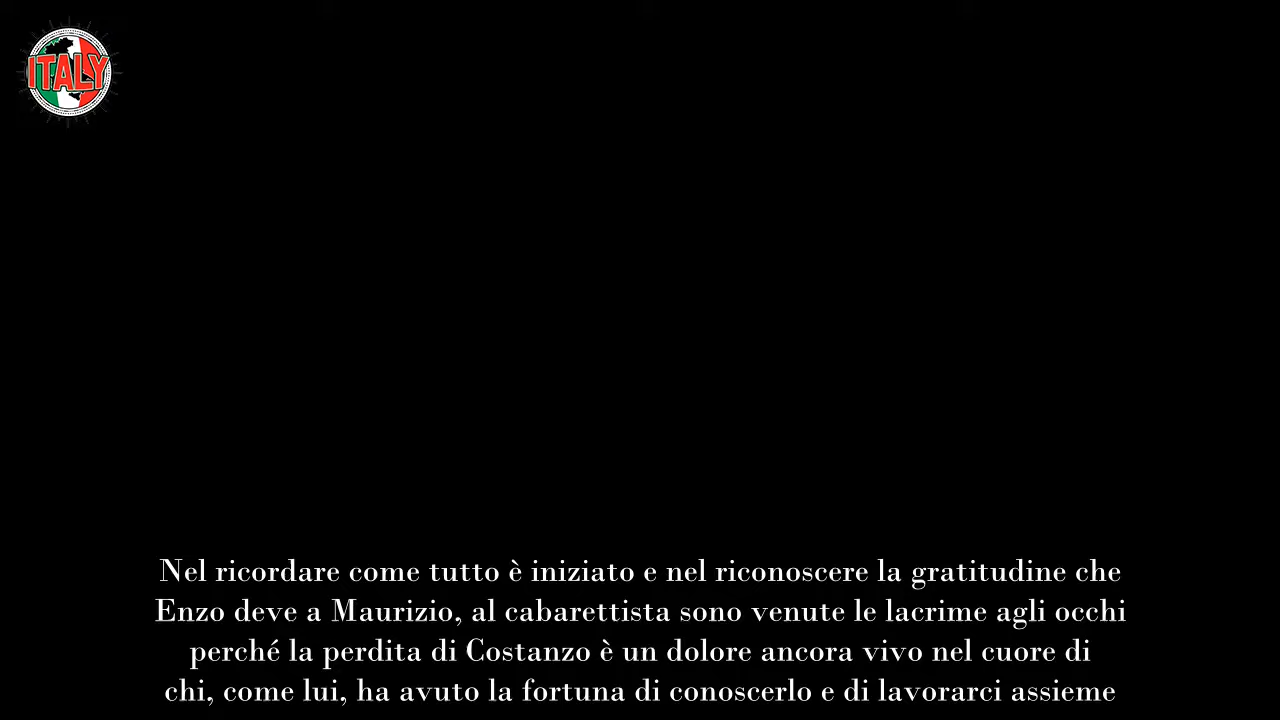 ITALY
Nel ricordare come tutto è iniziato e nel riconoscere la gratitudine che
Enzo deve a Maurizio, al cabarettista sono venute le lacrime agli occhi
perché la perdita di Costanzo è un dolore ancora vivo nel cuore di
chi, come lui, ha avuto la fortuna di conoscerlo e di lavorarci assieme